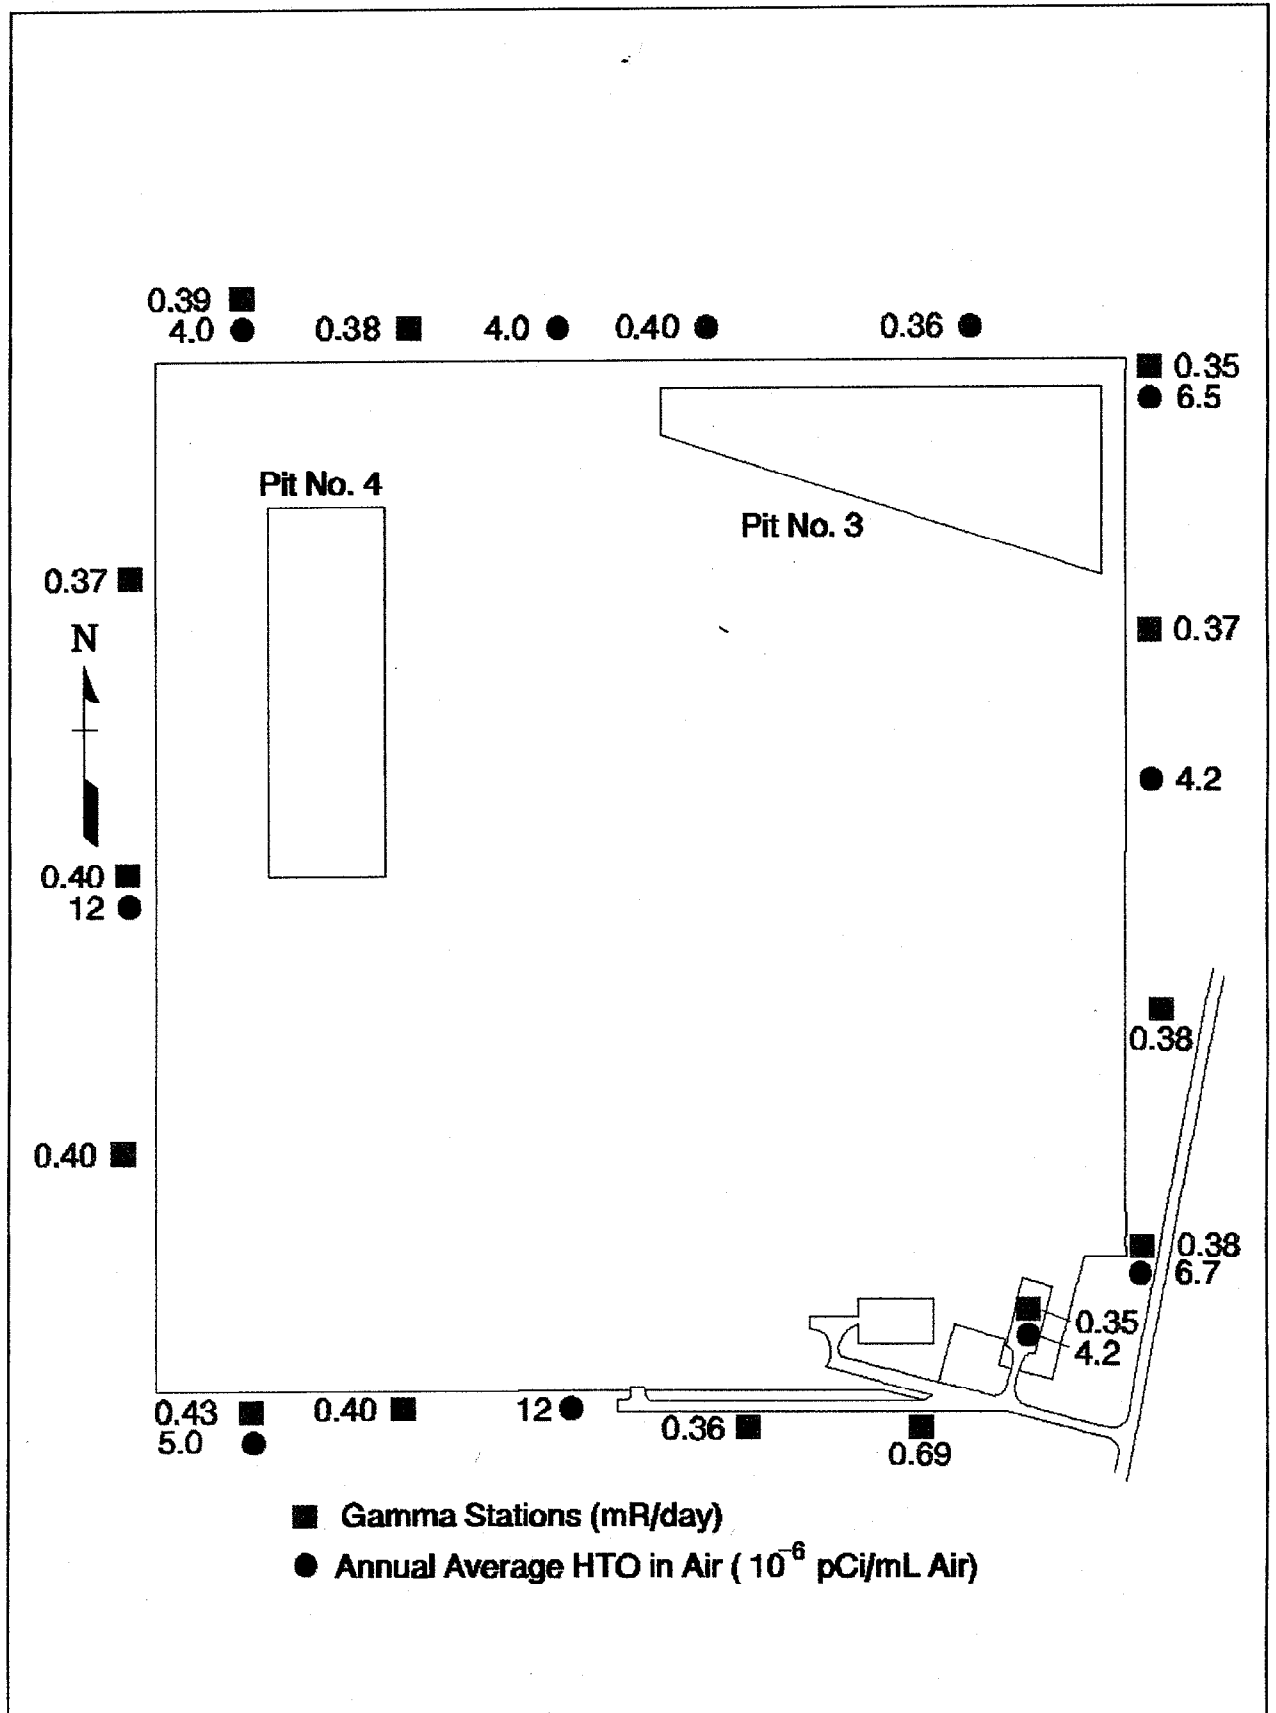 0.39
4.0 0.38 4.0 0.40 0.36
0.35
6.5
Pit No. 4
Pit No. 3
0.37
0.37
N
4.2
0.40
12
0.38
0.40
0.38
6.7
0.35
4.2
0.43 0.40 12
0.36
5.0
0.69
Gamma Stations (mR/day)
Annual Average HTO in Air ( 10⁻⁶ pCi/mL Air)